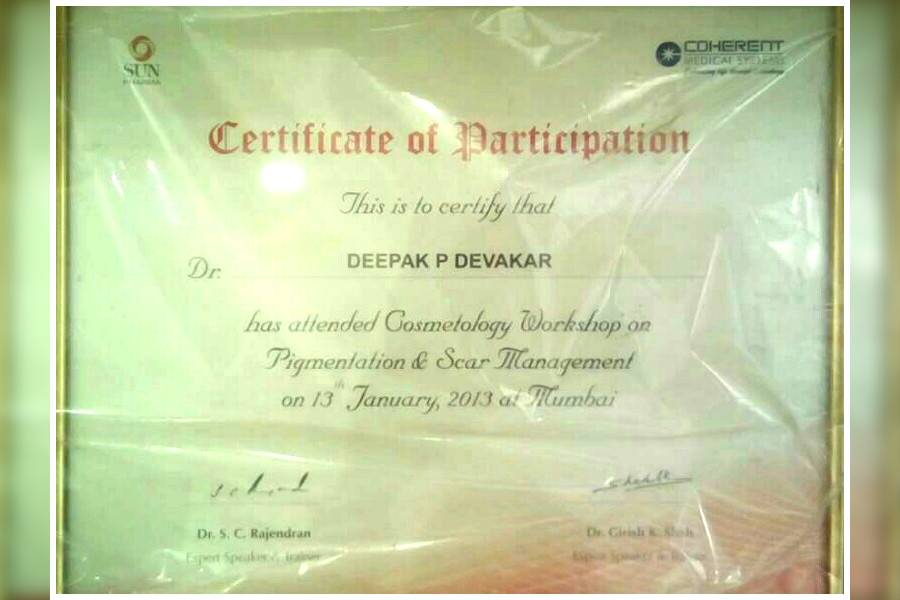 SUN
PHARMA
COHERENT
MEDICAL SYSTEMS
Certificate of Participation
This is to certify that
Dr. DEEPAK P DEVAKAR
has attended Cosmetology Workshop on
Pigmentation & Scar Management
on 13th January, 2013 at Mumbai
Dr. S. C. Rajendran
Expert Speaker & Trainer
Dr. Girish K. Shah
Expert Speaker & Trainer